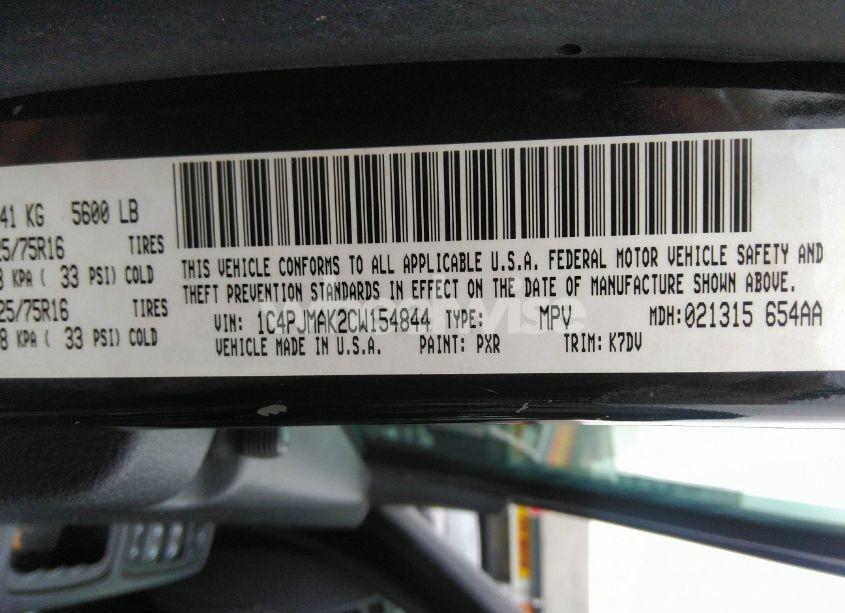 41 KG 5600 LB
25/75R16 TIRES
8 KPA ( 33 PSI) COLD
25/75R16 TIRES
8 KPA ( 33 PSI) COLD
THIS VEHICLE CONFORMS TO ALL APPLICABLE U.S.A. FEDERAL MOTOR VEHICLE SAFETY AND
THEFT PREVENTION STANDARDS IN EFFECT ON THE DATE OF MANUFACTURE SHOWN ABOVE.
VIN: 1C4PJMAK2CW154844 TYPE: MPV MDH:021315 654AA
VEHICLE MADE IN U.S.A. PAINT: PXR TRIM: K7DV